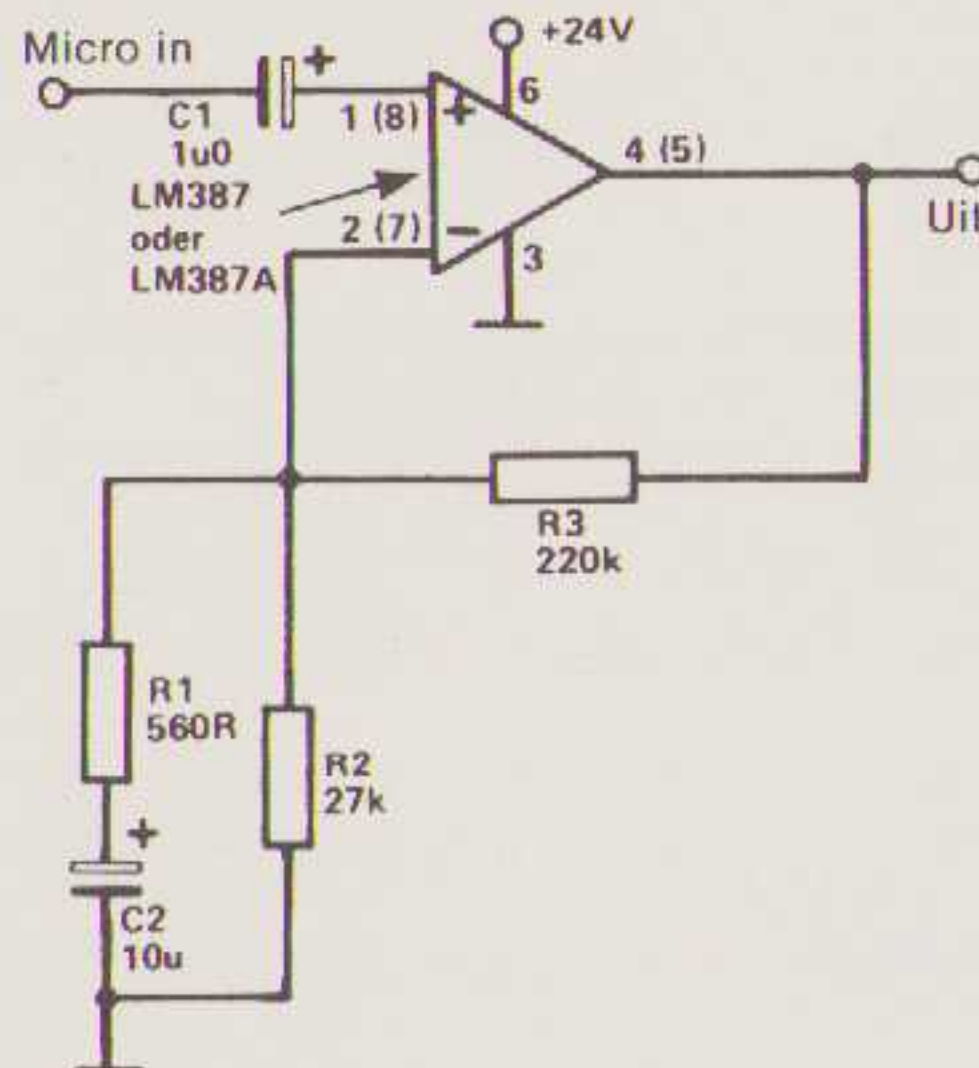 Micro in
+24V
+
6
C1
1u0
1 (8)
+
4 (5)
LM387
oder
LM387A
2 (7)
−
3
Uit
R3
220k
R1
560R
R2
27k
+
C2
10u